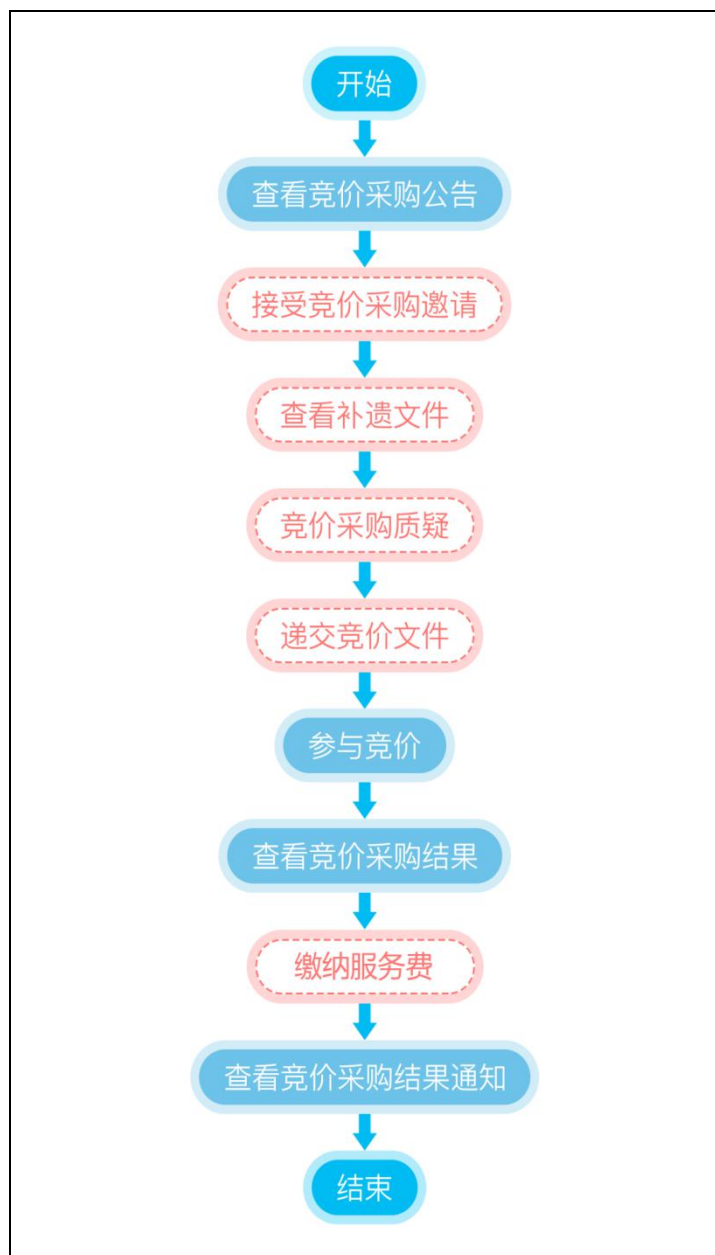 开始
查看竞价采购公告
接受竞价采购邀请
查看补遗文件
竞价采购质疑
递交竞价文件
参与竞价
查看竞价采购结果
缴纳服务费
查看竞价采购结果通知
结束